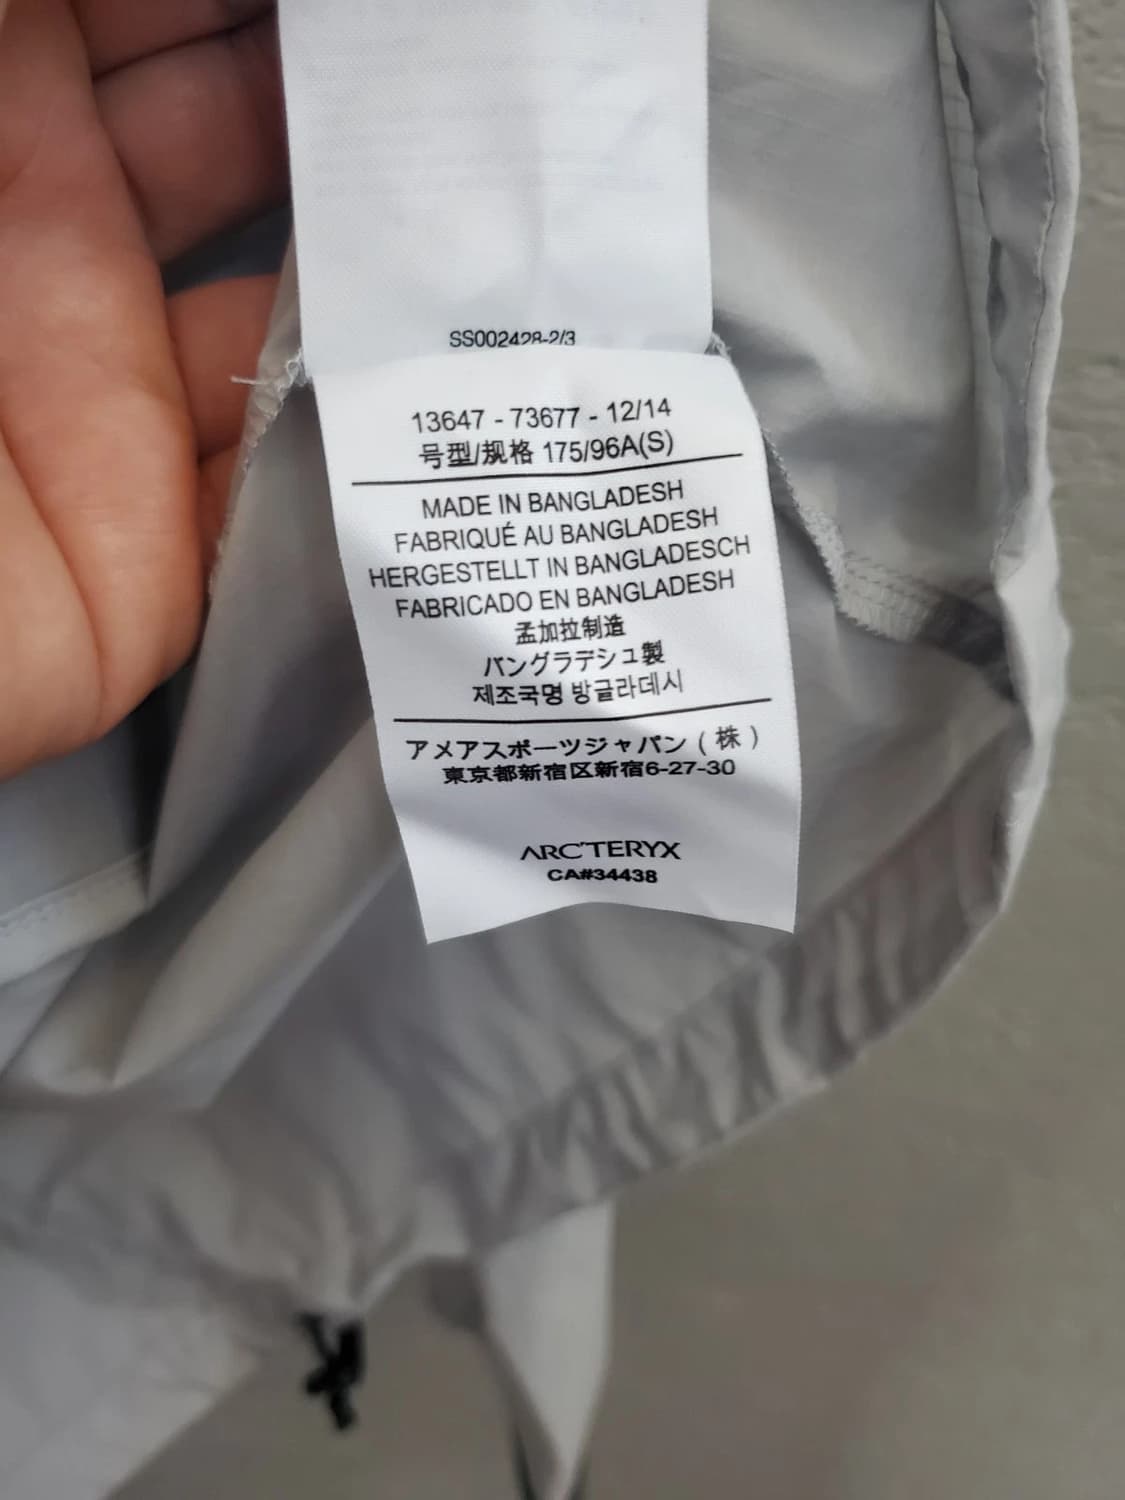 SS002428-2/3
13647 - 73677 - 12/14
号型/规格 175/96A(S)
MADE IN BANGLADESH
FABRIQUÉ AU BANGLADESH
HERGESTELLT IN BANGLADESCH
FABRICADO EN BANGLADESH
孟加拉制造
バングラデシュ製
제조국명 방글라데시
アメアスポーツジャパン (株)
東京都新宿区新宿6-27-30
ARC'TERYX
CA#34438